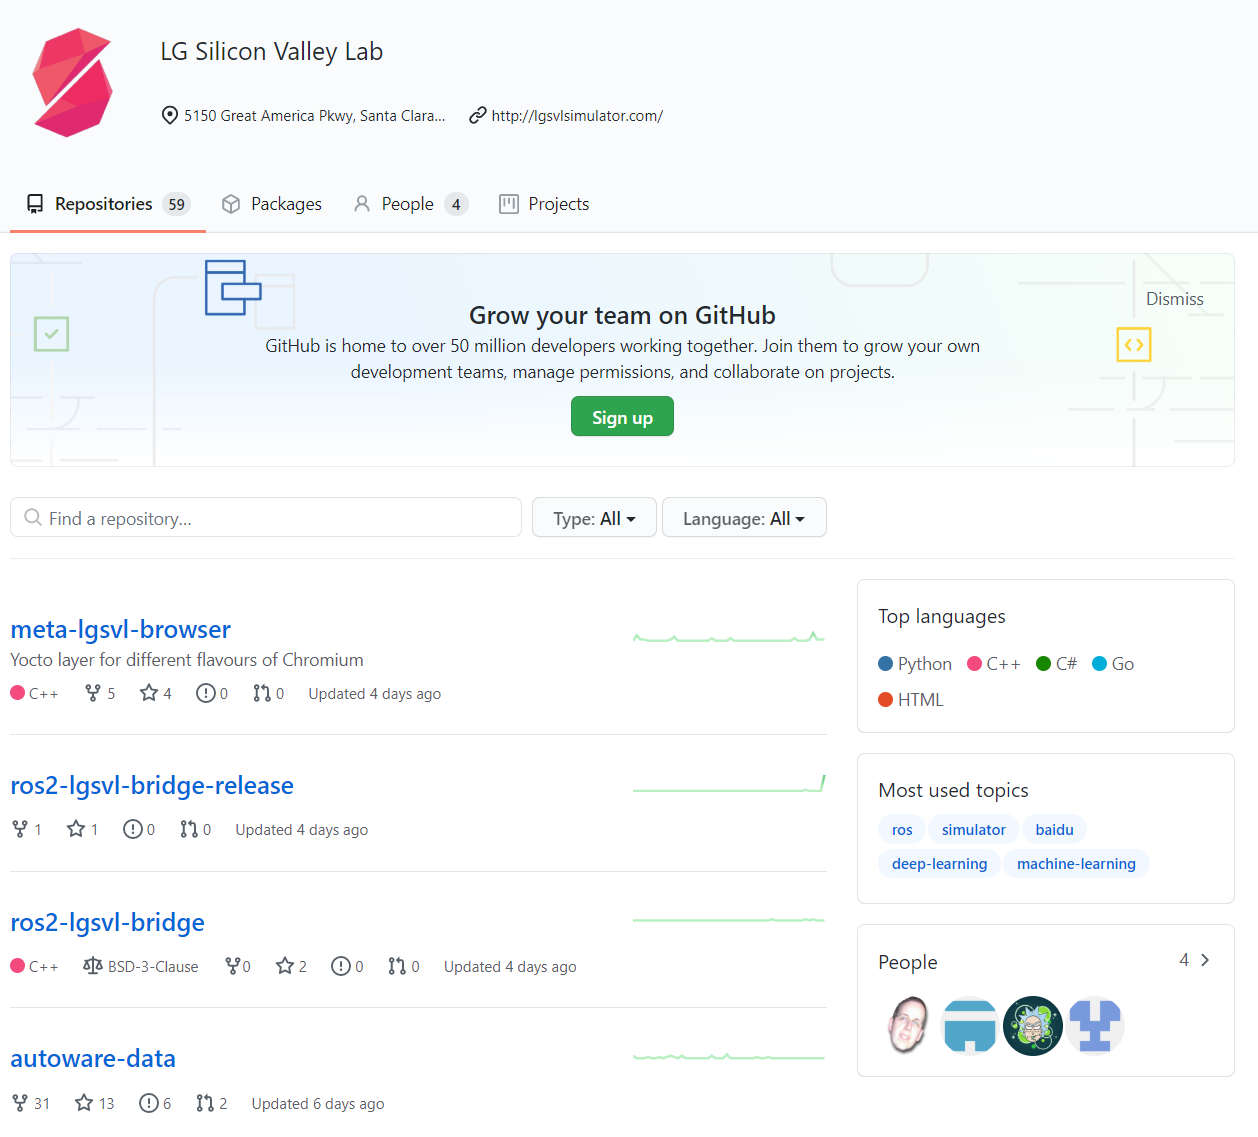 LG Silicon Valley Lab
5150 Great America Pkwy, Santa Clara... http://lgsvlsimulator.com/
Repositories 59 Packages People 4 Projects
Dismiss
Grow your team on GitHub
GitHub is home to over 50 million developers working together. Join them to grow your own
development teams, manage permissions, and collaborate on projects.
Sign up
Find a repository... Type: All Language: All
meta-lgsvl-browser
Yocto layer for different flavours of Chromium
C++ 5 4 0 0 Updated 4 days ago
ros2-lgsvl-bridge-release
1 1 0 0 Updated 4 days ago
ros2-lgsvl-bridge
C++ BSD-3-Clause 0 2 0 0 Updated 4 days ago
autoware-data
31 13 6 2 Updated 6 days ago
Top languages
Python C++ C# Go
HTML
Most used topics
ros simulator baidu
deep-learning machine-learning
People 4